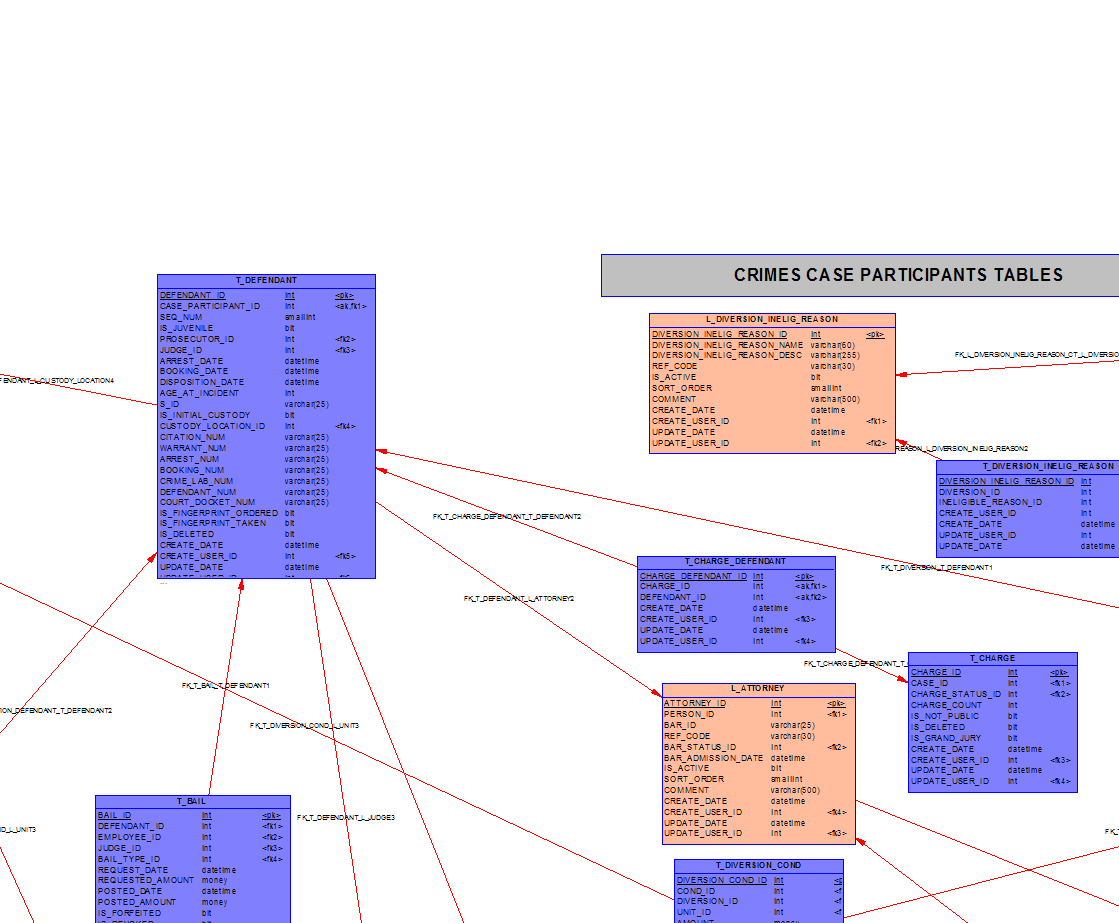 CRIMES CASE PARTICIPANTS TABLES
T_DEFENDANT
DEFENDANT_ID int <pk>
CASE_PARTICIPANT_ID int <ak,fk1>
SEQ_NUM smallint
IS_JUVENILE bit
PROSECUTOR_ID int <fk2>
JUDGE_ID int <fk3>
ARREST_DATE datetime
BOOKING_DATE datetime
DISPOSITION_DATE datetime
AGE_AT_INCIDENT int
S_ID varchar(25)
IS_INITIAL_CUSTODY bit
CUSTODY_LOCATION_ID int <fk4>
CITATION_NUM varchar(25)
WARRANT_NUM varchar(25)
ARREST_NUM varchar(25)
BOOKING_NUM varchar(25)
CRIME_LAB_NUM varchar(25)
DEFENDANT_NUM varchar(25)
COURT_DOCKET_NUM varchar(25)
IS_FINGERPRINT_ORDERED bit
IS_FINGERPRINT_TAKEN bit
IS_DELETED bit
CREATE_DATE datetime
CREATE_USER_ID int <fk5>
UPDATE_DATE datetime
...
L_DIVERSION_INELIG_REASON
DIVERSION_INELIG_REASON_ID int <pk>
DIVERSION_INELIG_REASON_NAME varchar(60)
DIVERSION_INELIG_REASON_DESC varchar(255)
REF_CODE varchar(30)
IS_ACTIVE bit
SORT_ORDER smallint
COMMENT varchar(500)
CREATE_DATE datetime
CREATE_USER_ID int <fk1>
UPDATE_DATE datetime
UPDATE_USER_ID int <fk2>
FK_L_DIVERSION_INELIG_REASON_CT_L_DIVERSIO
ENDANT_L_CUSTODY_LOCATION4
REASON_L_DIVERSION_INELIG_REASON2
T_DIVERSION_INELIG_REASON
DIVERSION_INELIG_REASON_ID int
DIVERSION_ID int
INELIGIBLE_REASON_ID int
CREATE_USER_ID int
CREATE_DATE datetime
UPDATE_USER_ID int
UPDATE_DATE datetime
FK_T_CHARGE_DEFENDANT_T_DEFENDANT2
FK_T_DIVERSION_T_DEFENDANT1
T_CHARGE_DEFENDANT
CHARGE_DEFENDANT_ID int <pk>
CHARGE_ID int <ak,fk1>
DEFENDANT_ID int <ak,fk2>
CREATE_DATE datetime
CREATE_USER_ID int <fk3>
UPDATE_DATE datetime
UPDATE_USER_ID int <fk4>
FK_T_DEFENDANT_L_ATTORNEY2
FK_T_CHARGE_DEFENDANT_T_
T_CHARGE
CHARGE_ID int <pk>
CASE_ID int <fk1>
CHARGE_STATUS_ID int <fk2>
CHARGE_COUNT int
IS_NOT_PUBLIC bit
IS_DELETED bit
IS_GRAND_JURY bit
CREATE_DATE datetime
CREATE_USER_ID int <fk3>
UPDATE_DATE datetime
UPDATE_USER_ID int <fk4>
L_ATTORNEY
ATTORNEY_ID int <pk>
PERSON_ID int <fk1>
BAR_ID varchar(25)
REF_CODE varchar(30)
BAR_STATUS_ID int <fk2>
BAR_ADMISSION_DATE datetime
IS_ACTIVE bit
SORT_ORDER smallint
COMMENT varchar(500)
CREATE_DATE datetime
CREATE_USER_ID int <fk4>
UPDATE_DATE datetime
UPDATE_USER_ID int <fk3>
FK_T_BAIL_T_DEFENDANT1
ION_DEFENDANT_T_DEFENDANT2
FK_T_DIVERSION_COND_L_UNIT3
T_BAIL
BAIL_ID int <pk>
DEFENDANT_ID int <fk1>
EMPLOYEE_ID int <fk2>
JUDGE_ID int <fk3>
BAIL_TYPE_ID int <fk4>
REQUEST_DATE datetime
REQUESTED_AMOUNT money
POSTED_DATE datetime
POSTED_AMOUNT money
IS_FORFEITED bit
FK_T_DEFENDANT_L_JUDGE3
D_L_UNIT3
FK_T
T_DIVERSION_COND
DIVERSION_COND_ID int
COND_ID int
DIVERSION_ID int
UNIT_ID int